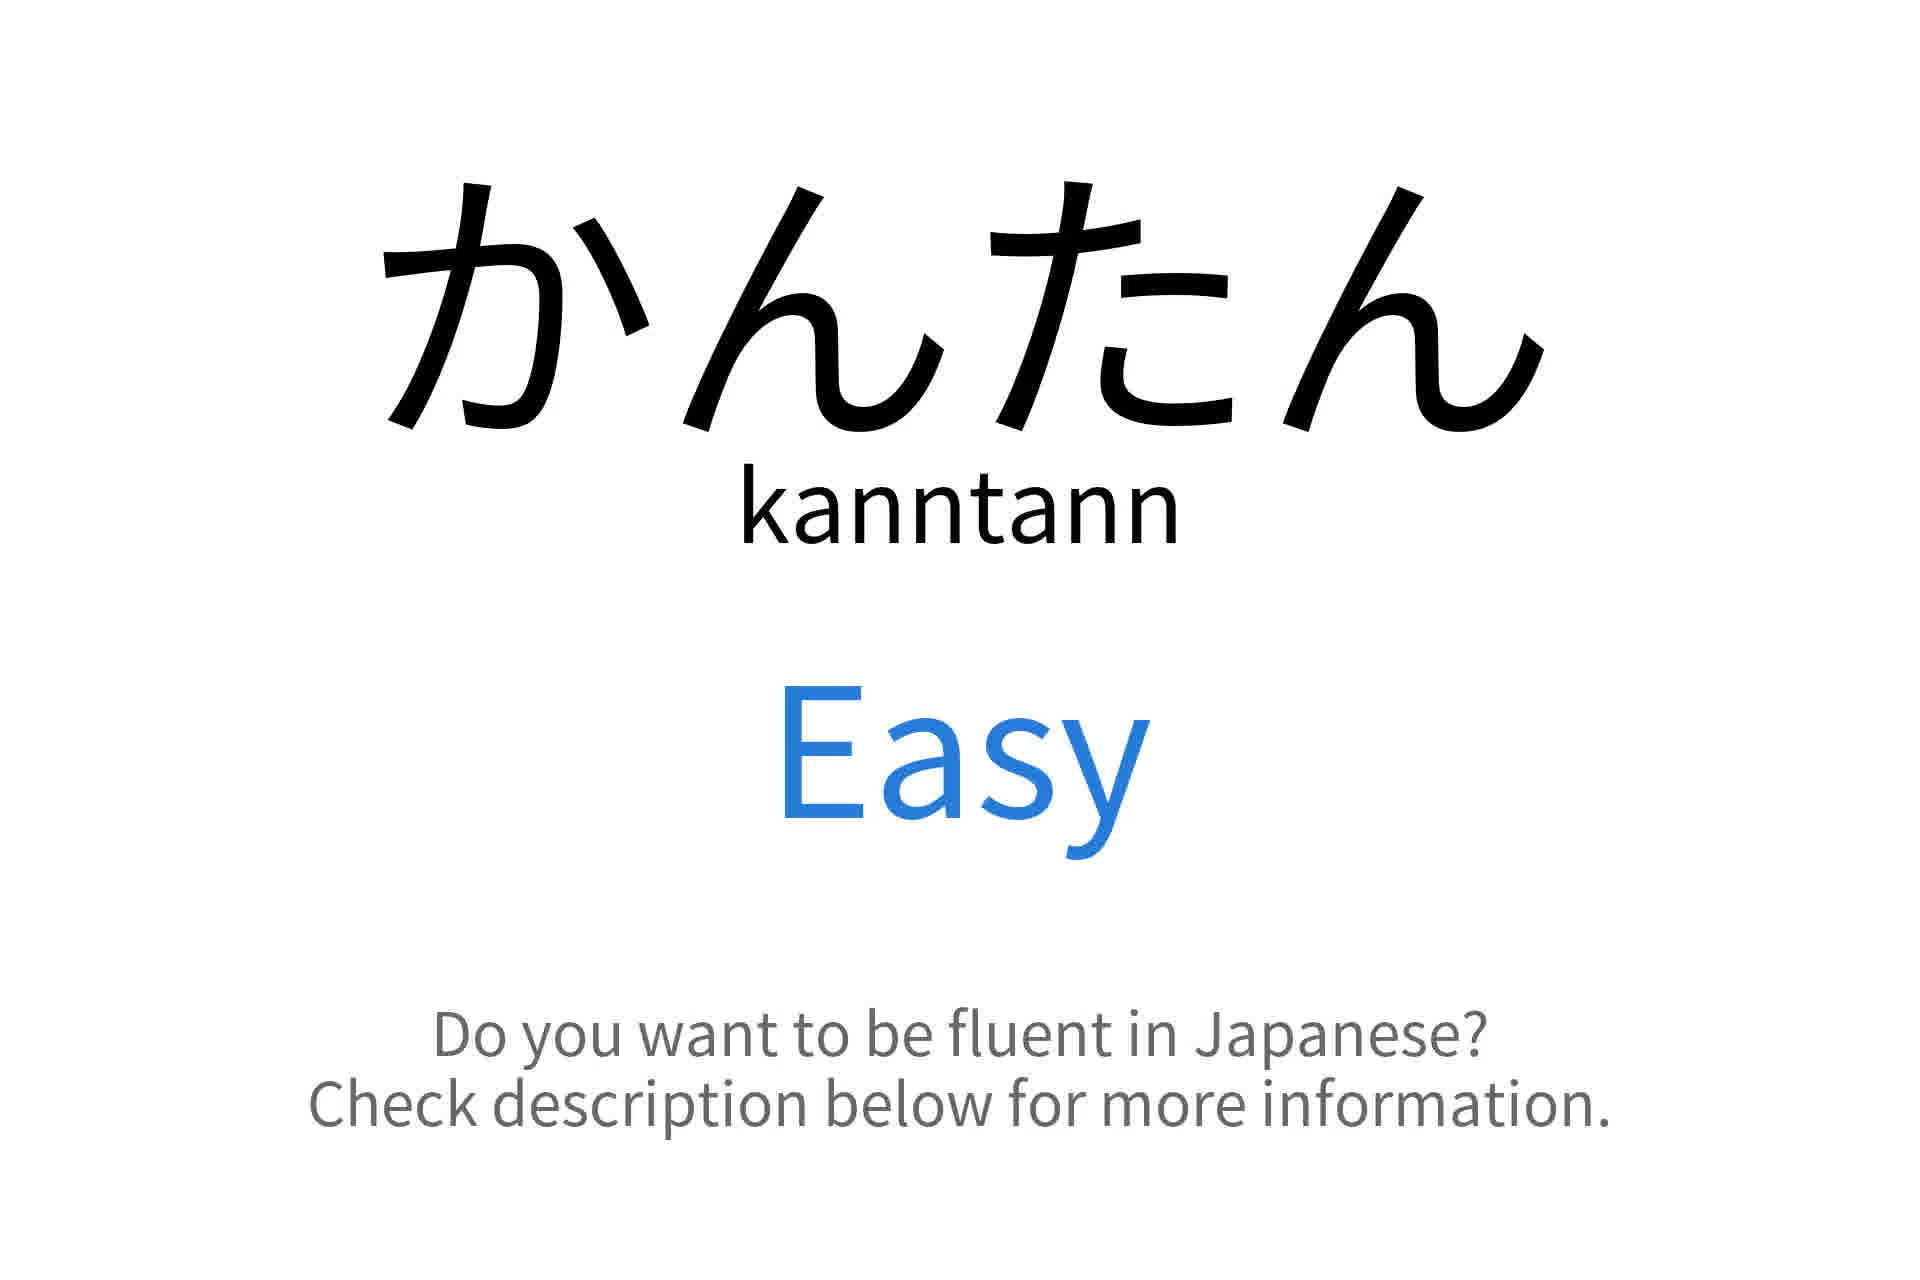 かんたん
kanntann
Easy
Do you want to be fluent in Japanese?
Check description below for more information.